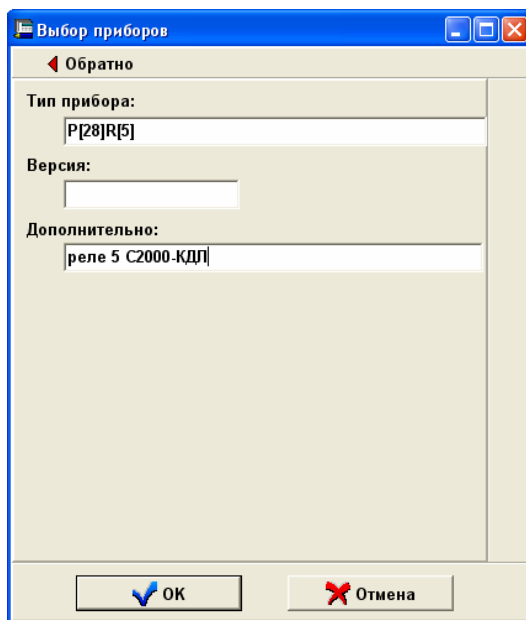 Выбор приборов
Обратно
Тип прибора:
P[28]R[5]
Версия:
Дополнительно:
реле 5 С2000-КДЛ
OK
Отмена